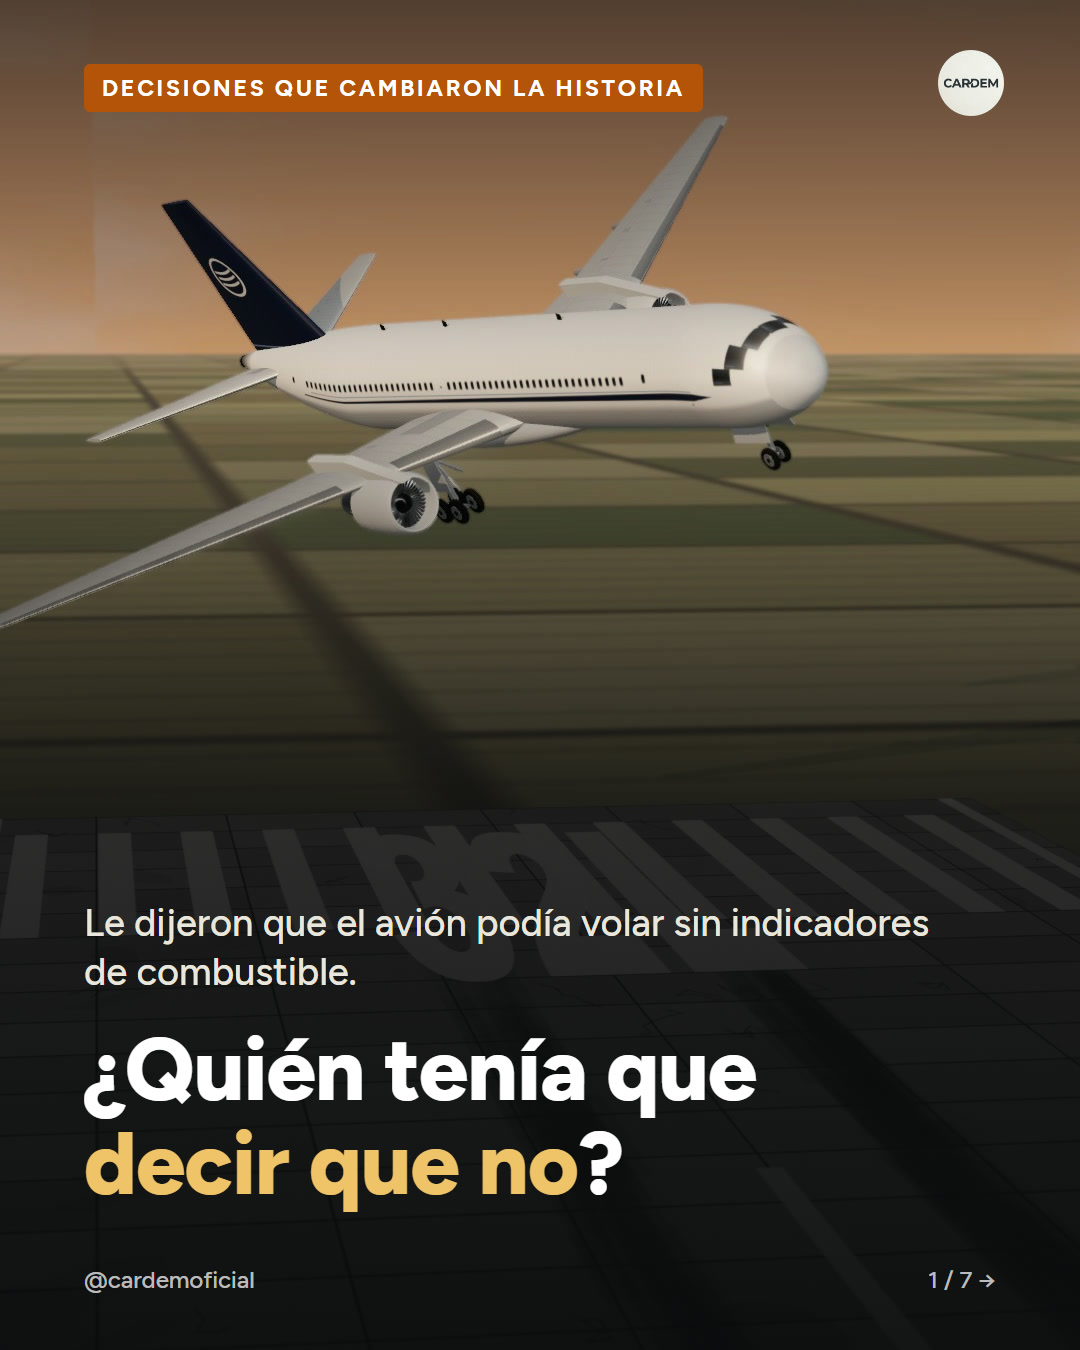 DECISIONES QUE CAMBIARON LA HISTORIA
CARDEM
Le dijeron que el avión podía volar sin indicadores
de combustible.
¿Quién tenía que
decir que no?
@cardemoficial
1 / 7 →